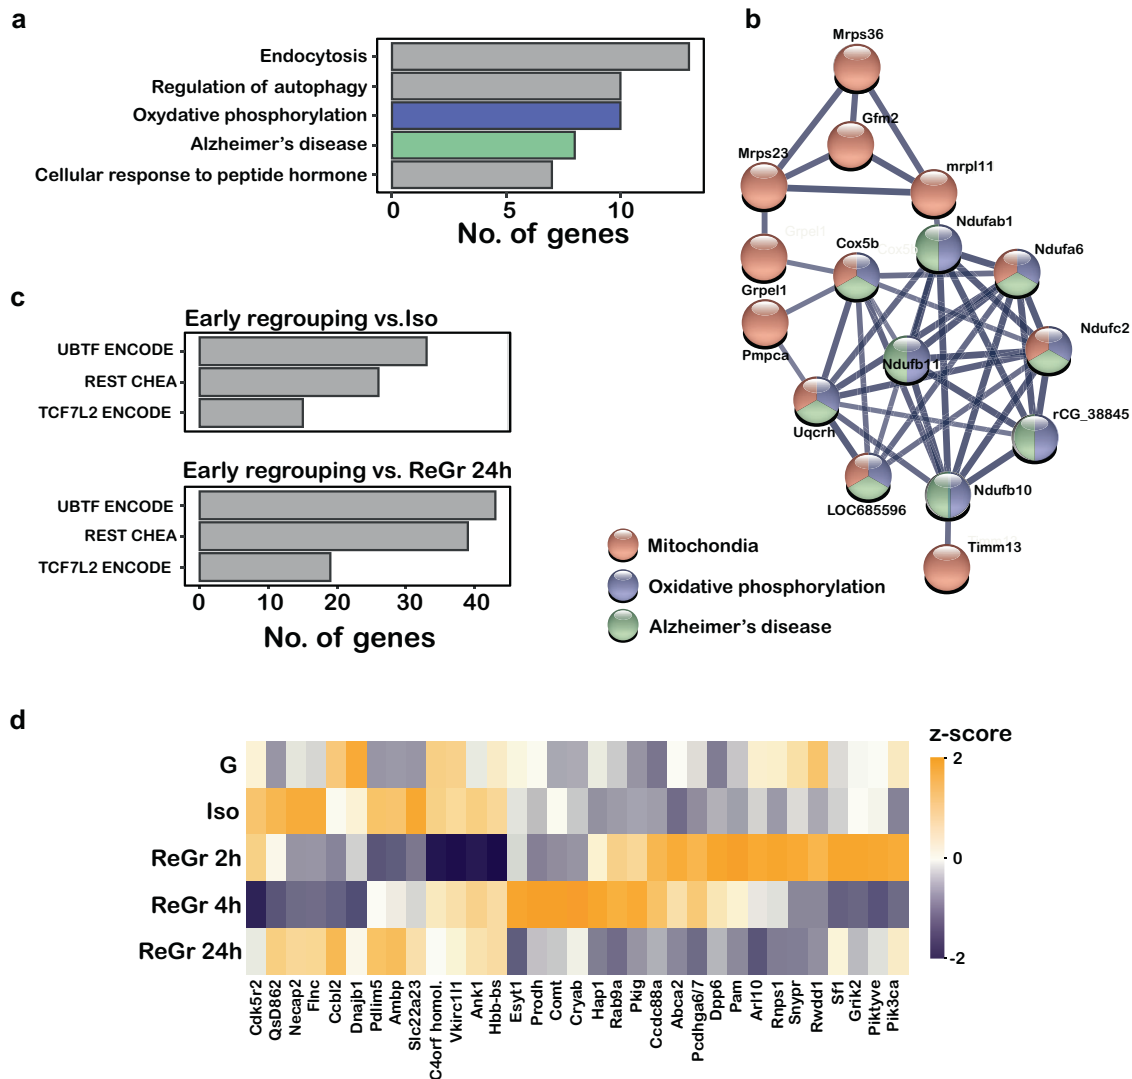 a
Endocytosis
Regulation of autophagy
Oxydative phosphorylation
Alzheimer's disease
Cellular response to peptide hormone
0 5 10
No. of genes
b
Mrps36
Gfm2
Mrps23
mrpl11
Ndufab1
Grpel1
Cox5b
Cox5b
Ndufa6
Grpel1
Ndufc2
Pmpca
Ndufb11
rCG_38845
Uqcrh
Ndufb10
LOC685596
Timm13
Mitochondia
Oxidative phosphorylation
Alzheimer's disease
c
Early regrouping vs.Iso
UBTF ENCODE
REST CHEA
TCF7L2 ENCODE
Early regrouping vs. ReGr 24h
UBTF ENCODE
REST CHEA
TCF7L2 ENCODE
0 10 20 30 40
No. of genes
d
G
Iso
ReGr 2h
ReGr 4h
ReGr 24h
z-score
2
0
-2
Cdk5r2
QsD862
Necap2
Flnc
Ccbl2
Dnajb1
Pdlim5
Ambp
Slc22a23
C4orf homol.
Vkirc1l1
Ank1
Hbb-bs
Esyt1
Prodh
Comt
Cryab
Hap1
Rab9a
Pkig
Ccdc88a
Abca2
Pcdhga6/7
Dpp6
Pam
Arl10
Rnps1
Snypr
Rwdd1
Sf1
Grik2
Piktyve
Pik3ca